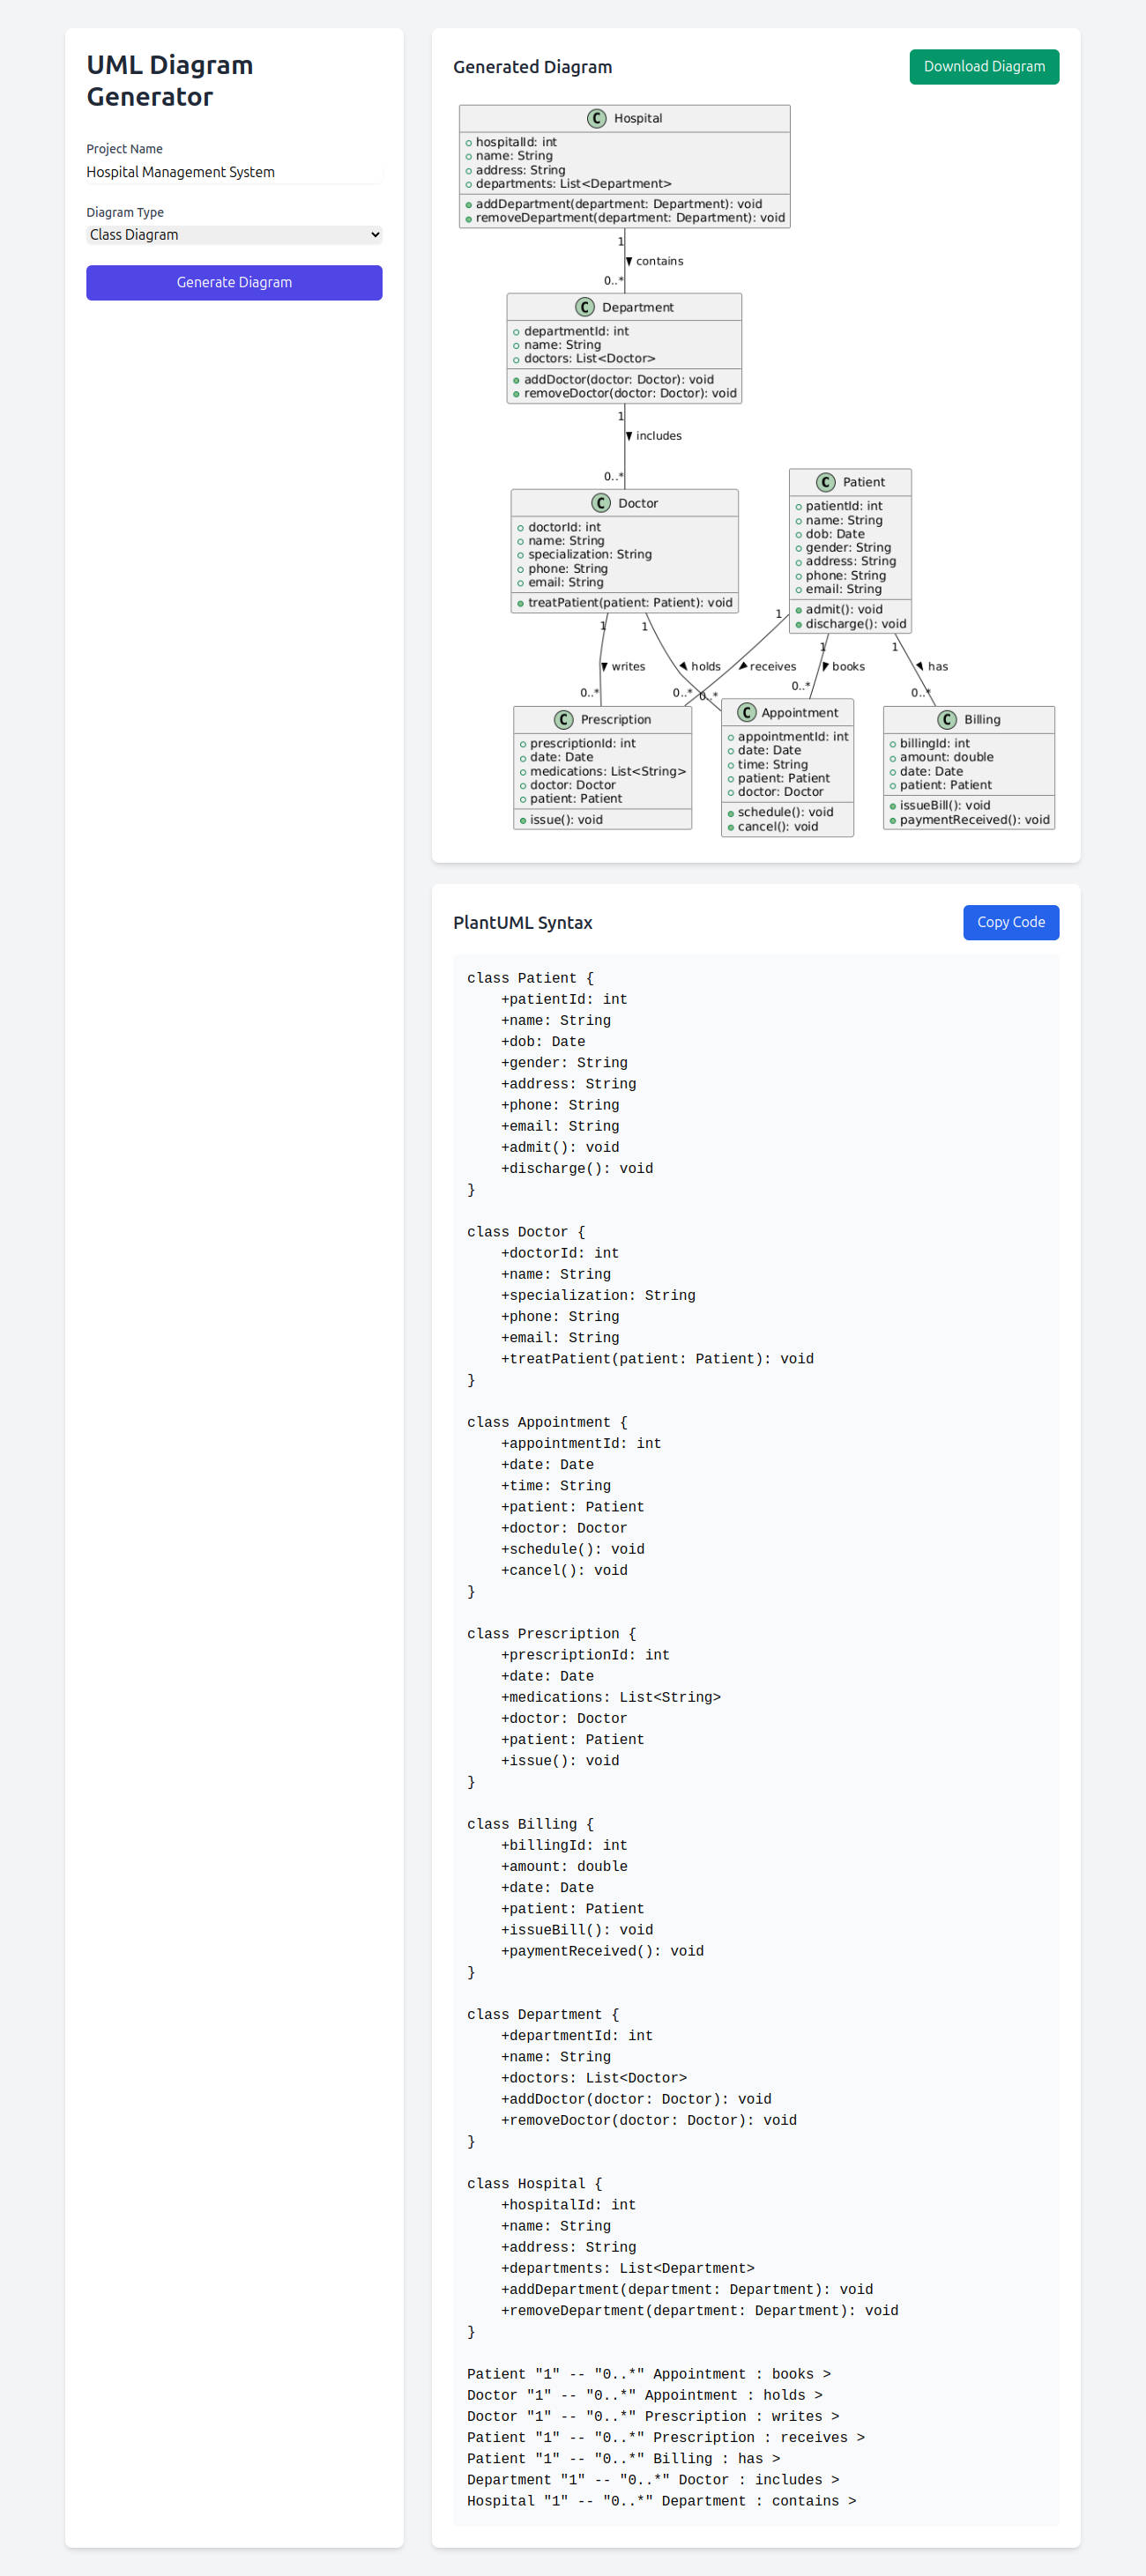 UML Diagram
Generator
Project Name
Hospital Management System
Diagram Type
Class Diagram
Generate Diagram
Generated Diagram
Download Diagram
C Hospital
hospitalId: int
name: String
address: String
departments: List<Department>
addDepartment(department: Department): void
removeDepartment(department: Department): void
1
contains
0..*
C Department
departmentId: int
name: String
doctors: List<Doctor>
addDoctor(doctor: Doctor): void
removeDoctor(doctor: Doctor): void
1
includes
0..*
C Doctor
doctorId: int
name: String
specialization: String
phone: String
email: String
treatPatient(patient: Patient): void
C Patient
patientId: int
name: String
dob: Date
gender: String
address: String
phone: String
email: String
admit(): void
discharge(): void
1 1 1 1 1
writes holds receives books has
0..* 0..* 0..* 0..* 0..*
C Prescription
prescriptionId: int
date: Date
medications: List<String>
doctor: Doctor
patient: Patient
issue(): void
C Appointment
appointmentId: int
date: Date
time: String
patient: Patient
doctor: Doctor
schedule(): void
cancel(): void
C Billing
billingId: int
amount: double
date: Date
patient: Patient
issueBill(): void
paymentReceived(): void
PlantUML Syntax
Copy Code
class Patient {
+patientId: int
+name: String
+dob: Date
+gender: String
+address: String
+phone: String
+email: String
+admit(): void
+discharge(): void
}
class Doctor {
+doctorId: int
+name: String
+specialization: String
+phone: String
+email: String
+treatPatient(patient: Patient): void
}
class Appointment {
+appointmentId: int
+date: Date
+time: String
+patient: Patient
+doctor: Doctor
+schedule(): void
+cancel(): void
}
class Prescription {
+prescriptionId: int
+date: Date
+medications: List<String>
+doctor: Doctor
+patient: Patient
+issue(): void
}
class Billing {
+billingId: int
+amount: double
+date: Date
+patient: Patient
+issueBill(): void
+paymentReceived(): void
}
class Department {
+departmentId: int
+name: String
+doctors: List<Doctor>
+addDoctor(doctor: Doctor): void
+removeDoctor(doctor: Doctor): void
}
class Hospital {
+hospitalId: int
+name: String
+address: String
+departments: List<Department>
+addDepartment(department: Department): void
+removeDepartment(department: Department): void
}
Patient "1" -- "0..*" Appointment : books >
Doctor "1" -- "0..*" Appointment : holds >
Doctor "1" -- "0..*" Prescription : writes >
Patient "1" -- "0..*" Prescription : receives >
Patient "1" -- "0..*" Billing : has >
Department "1" -- "0..*" Doctor : includes >
Hospital "1" -- "0..*" Department : contains >